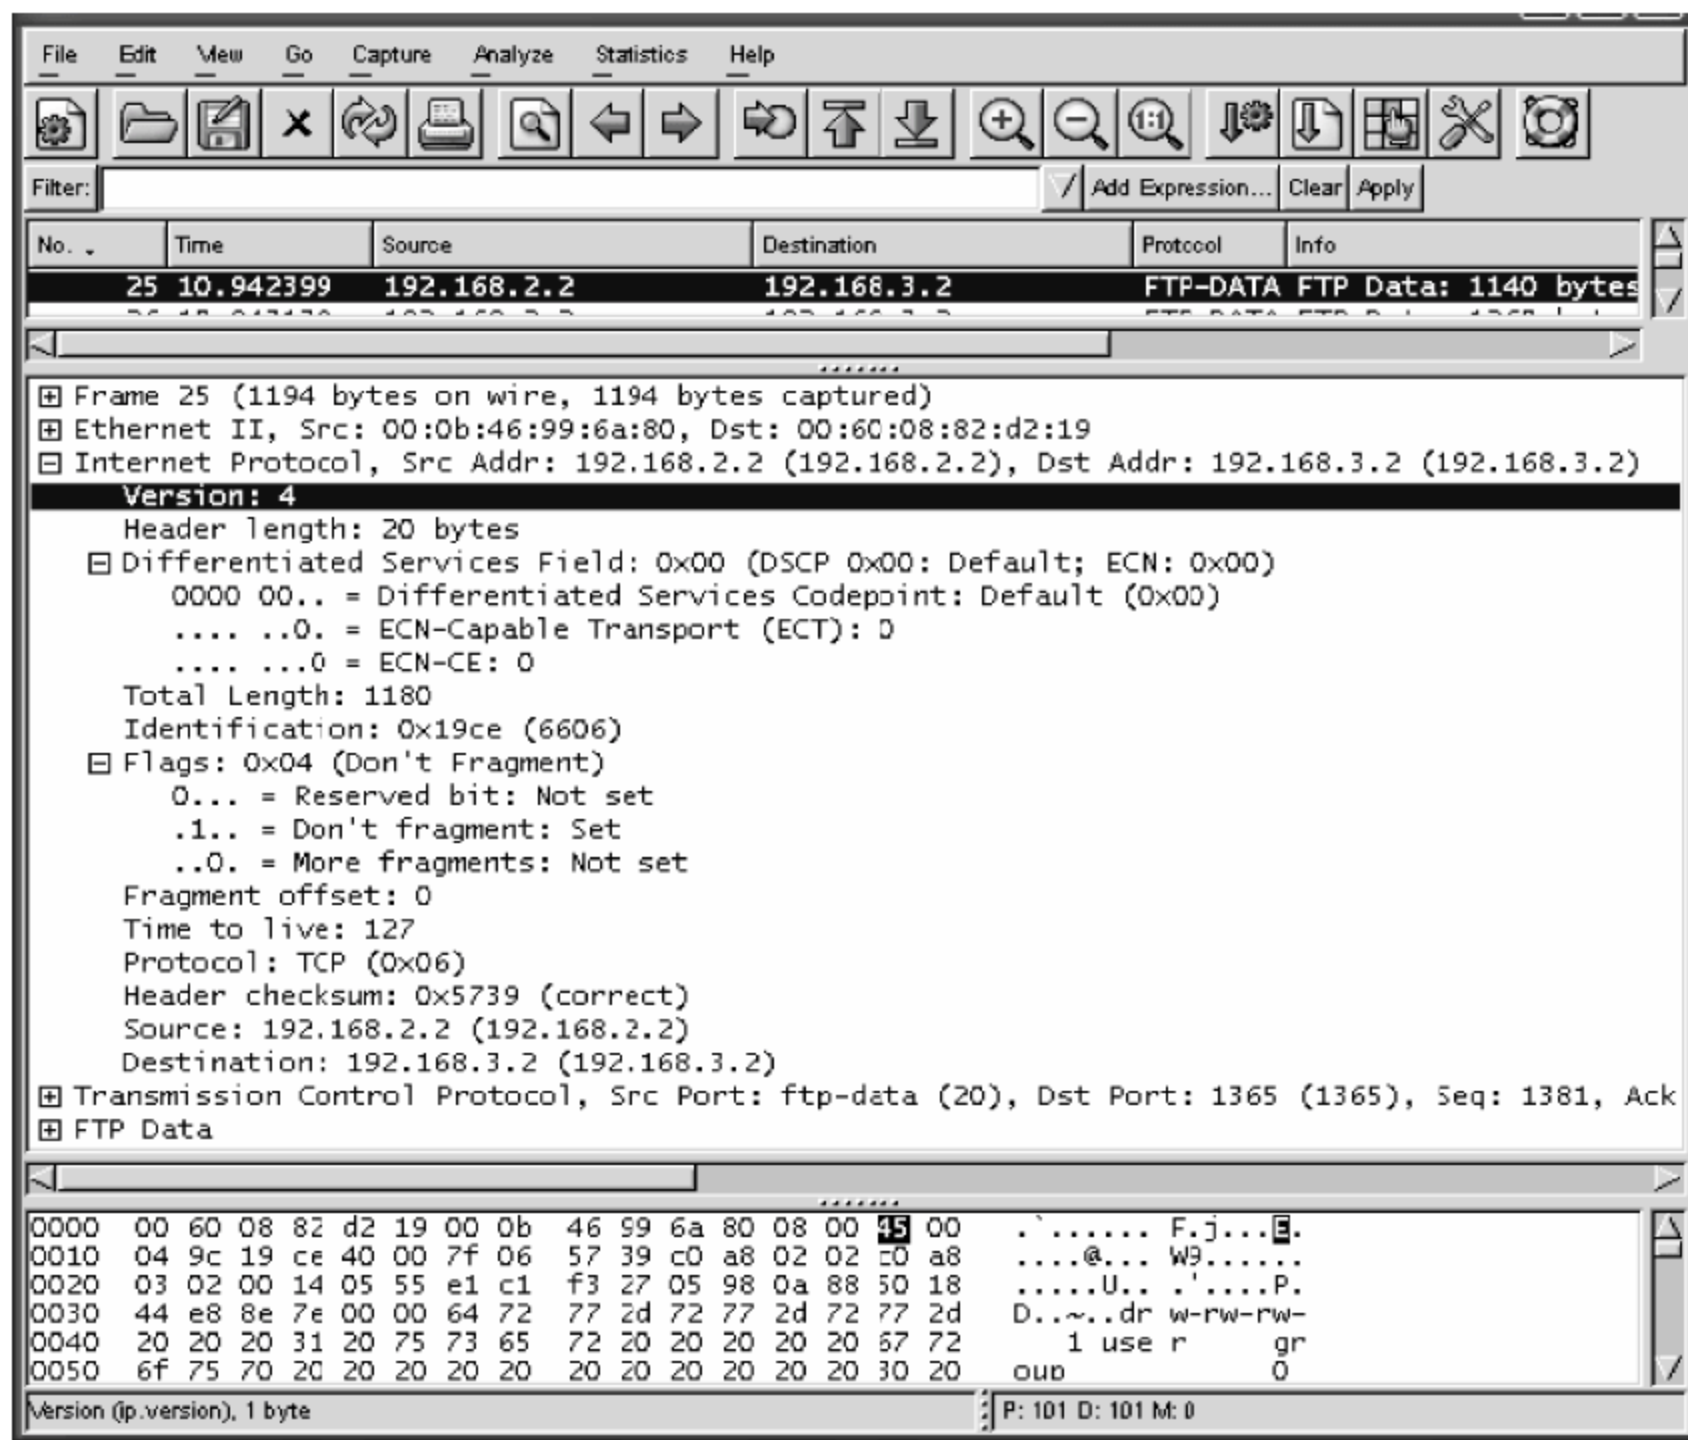 File Edit View Go Capture Analyze Statistics Help
1:1
Filter: Add Expression... Clear Apply
No. Time Source Destination Protocol Info
25 10.942399 192.168.2.2 192.168.3.2 FTP-DATA FTP Data: 1140 bytes
Frame 25 (1194 bytes on wire, 1194 bytes captured)
Ethernet II, Src: 00:0b:46:99:6a:80, Dst: 00:60:08:82:d2:19
Internet Protocol, Src Addr: 192.168.2.2 (192.168.2.2), Dst Addr: 192.168.3.2 (192.168.3.2)
Version: 4
Header length: 20 bytes
Differentiated Services Field: 0x00 (DSCP 0x00: Default; ECN: 0x00)
0000 00.. = Differentiated Services Codepoint: Default (0x00)
.... ..0. = ECN-Capable Transport (ECT): 0
.... ...0 = ECN-CE: 0
Total Length: 1180
Identification: 0x19ce (6606)
Flags: 0x04 (Don't Fragment)
0... = Reserved bit: Not set
.1.. = Don't fragment: Set
..0. = More fragments: Not set
Fragment offset: 0
Time to live: 127
Protocol: TCP (0x06)
Header checksum: 0x5739 (correct)
Source: 192.168.2.2 (192.168.2.2)
Destination: 192.168.3.2 (192.168.3.2)
Transmission Control Protocol, Src Port: ftp-data (20), Dst Port: 1365 (1365), Seq: 1381, Ack
FTP Data
0000 00 60 08 82 d2 19 00 0b 46 99 6a 80 08 00 45 00 .`...... F.j...E.
0010 04 9c 19 ce 40 00 7f 06 57 39 c0 a8 02 02 c0 a8 ....@... W9......
0020 03 02 00 14 05 55 e1 c1 f3 27 05 98 0a 88 50 18 .....U.. .'....P.
0030 44 e8 8e 7e 00 00 64 72 77 2d 72 77 2d 72 77 2d D..~..dr w-rw-rw-
0040 20 20 20 31 20 75 73 65 72 20 20 20 20 20 67 72 1 use r gr
0050 6f 75 70 20 20 20 20 20 20 20 20 20 20 20 30 20 oup 0
Version (ip.version), 1 byte P: 101 D: 101 M: 0